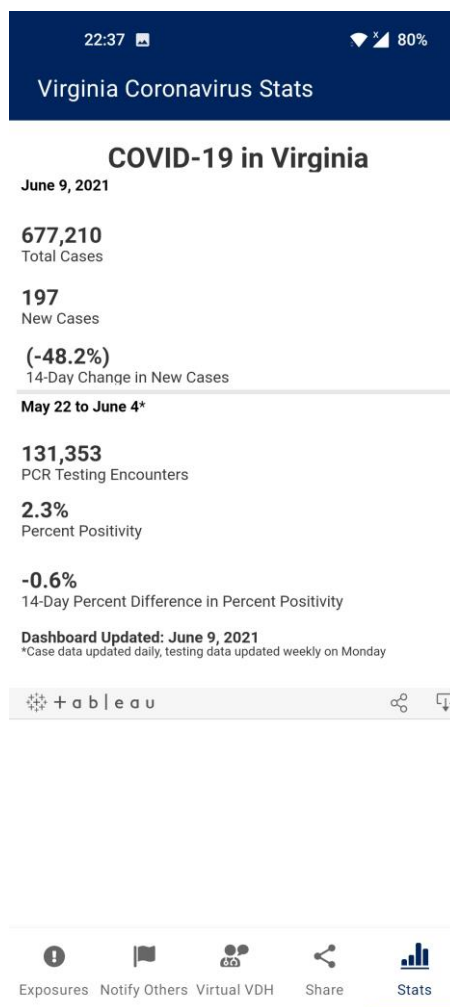 22:37
80%
Virginia Coronavirus Stats
COVID-19 in Virginia
June 9, 2021
677,210
Total Cases
197
New Cases
(-48.2%)
14-Day Change in New Cases
May 22 to June 4*
131,353
PCR Testing Encounters
2.3%
Percent Positivity
-0.6%
14-Day Percent Difference in Percent Positivity
Dashboard Updated: June 9, 2021
*Case data updated daily, testing data updated weekly on Monday
+ a b | e a u
Exposures Notify Others Virtual VDH Share Stats